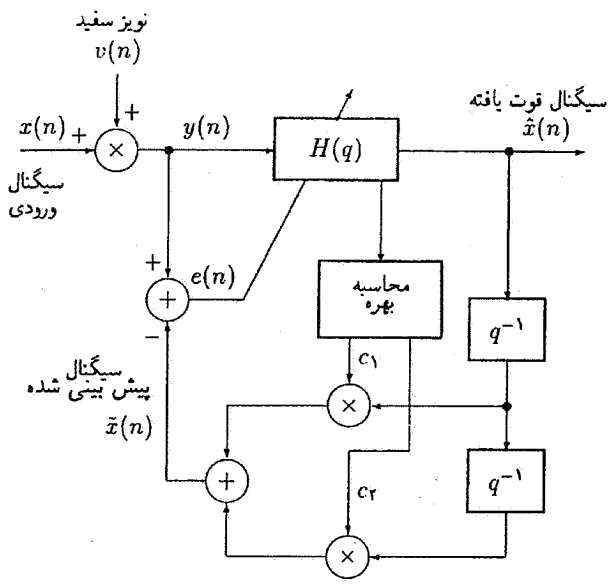 نویز سفید
v(n)
+
x(n) +
×
y(n)
سیگنال
ورودی
H(q)
سیگنال قوت یافته
x̂(n)
+
+
e(n)
−
محاسبه
بهره
q⁻¹
سیگنال
پیش بینی شده
x̃(n)
c₁
×
+
c₂
q⁻¹
×